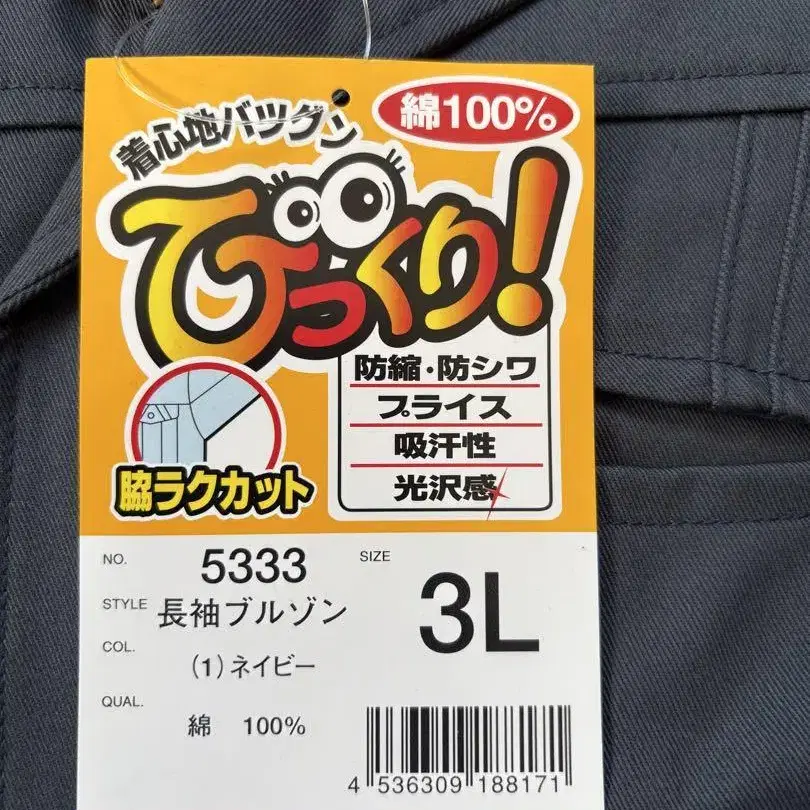 綿100%
着心地バツグン
びっくり!
防縮・防シワ
プライス
吸汗性
光沢感
脇ラクカット
NO. 5333
SIZE 3L
STYLE 長袖ブルゾン
COL. (1)ネイビー
QUAL. 綿 100%
4 536309 188171